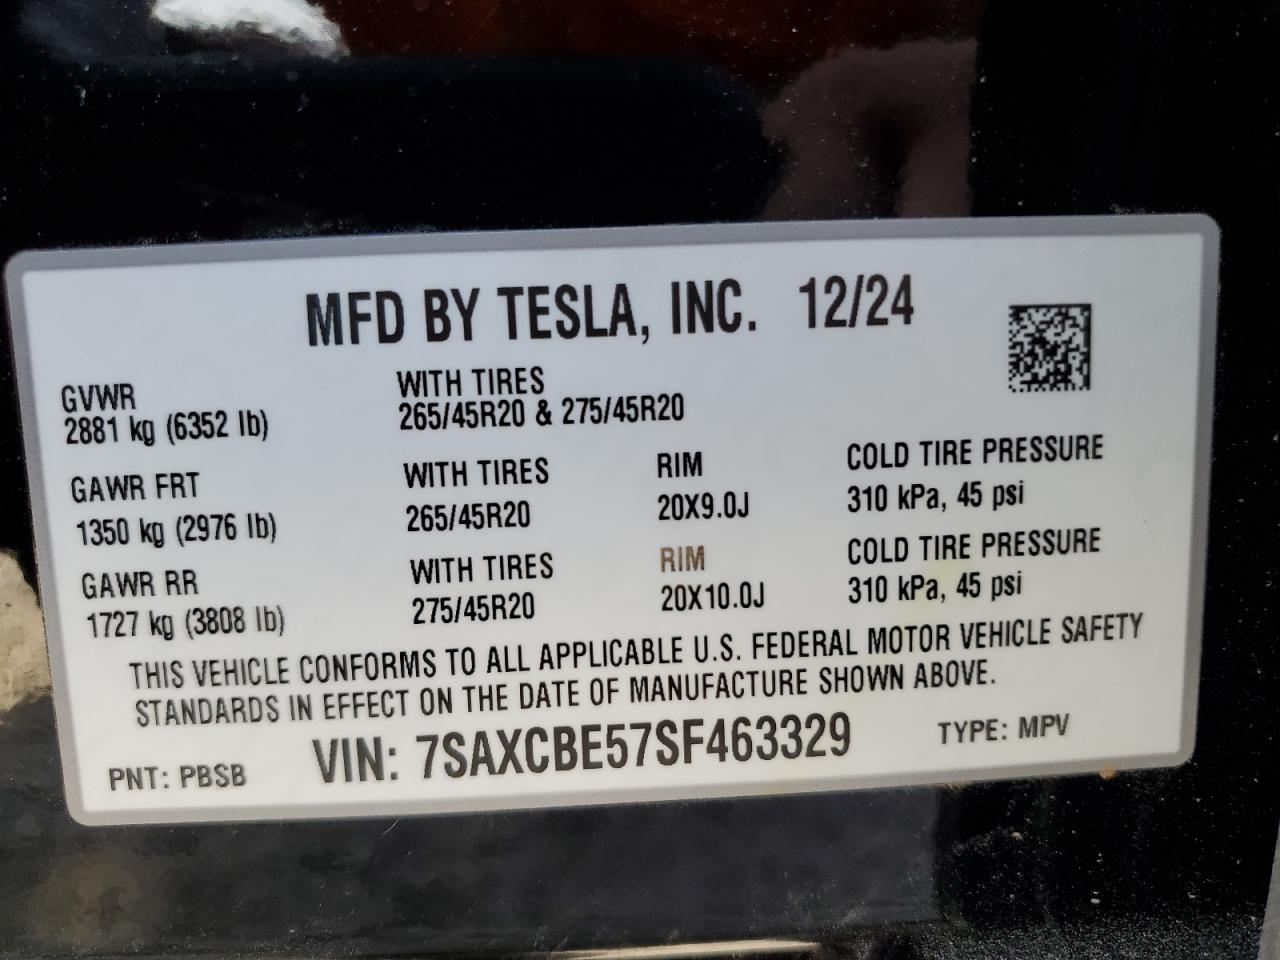 MFD BY TESLA, INC. 12/24
GVWR
2881 kg (6352 lb)
WITH TIRES
265/45R20 & 275/45R20
GAWR FRT
1350 kg (2976 lb)
WITH TIRES
265/45R20
RIM
20X9.0J
COLD TIRE PRESSURE
310 kPa, 45 psi
GAWR RR
1727 kg (3808 lb)
WITH TIRES
275/45R20
RIM
20X10.0J
COLD TIRE PRESSURE
310 kPa, 45 psi
THIS VEHICLE CONFORMS TO ALL APPLICABLE U.S. FEDERAL MOTOR VEHICLE SAFETY
STANDARDS IN EFFECT ON THE DATE OF MANUFACTURE SHOWN ABOVE.
PNT: PBSB
VIN: 7SAXCBE57SF463329
TYPE: MPV